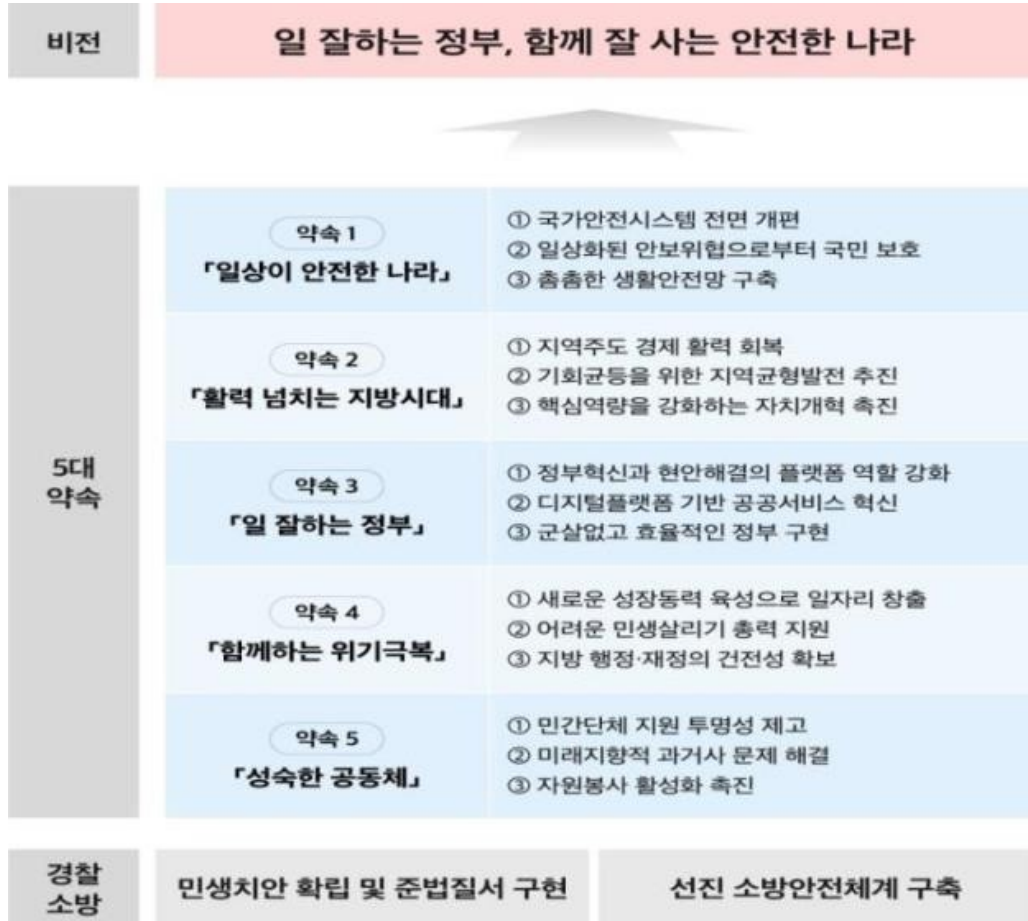 비전
일 잘하는 정부, 함께 잘 사는 안전한 나라
5대
약속
약속 1
「일상이 안전한 나라」
① 국가안전시스템 전면 개편
② 일상화된 안보위협으로부터 국민 보호
③ 촘촘한 생활안전망 구축
약속 2
「활력 넘치는 지방시대」
① 지역주도 경제 활력 회복
② 기회균등을 위한 지역균형발전 추진
③ 핵심역량을 강화하는 자치개혁 촉진
약속 3
「일 잘하는 정부」
① 정부혁신과 현안해결의 플랫폼 역할 강화
② 디지털플랫폼 기반 공공서비스 혁신
③ 군살없고 효율적인 정부 구현
약속 4
「함께하는 위기극복」
① 새로운 성장동력 육성으로 일자리 창출
② 어려운 민생살리기 총력 지원
③ 지방 행정·재정의 건전성 확보
약속 5
「성숙한 공동체」
① 민간단체 지원 투명성 제고
② 미래지향적 과거사 문제 해결
③ 자원봉사 활성화 촉진
경찰
소방
민생치안 확립 및 준법질서 구현
선진 소방안전체계 구축